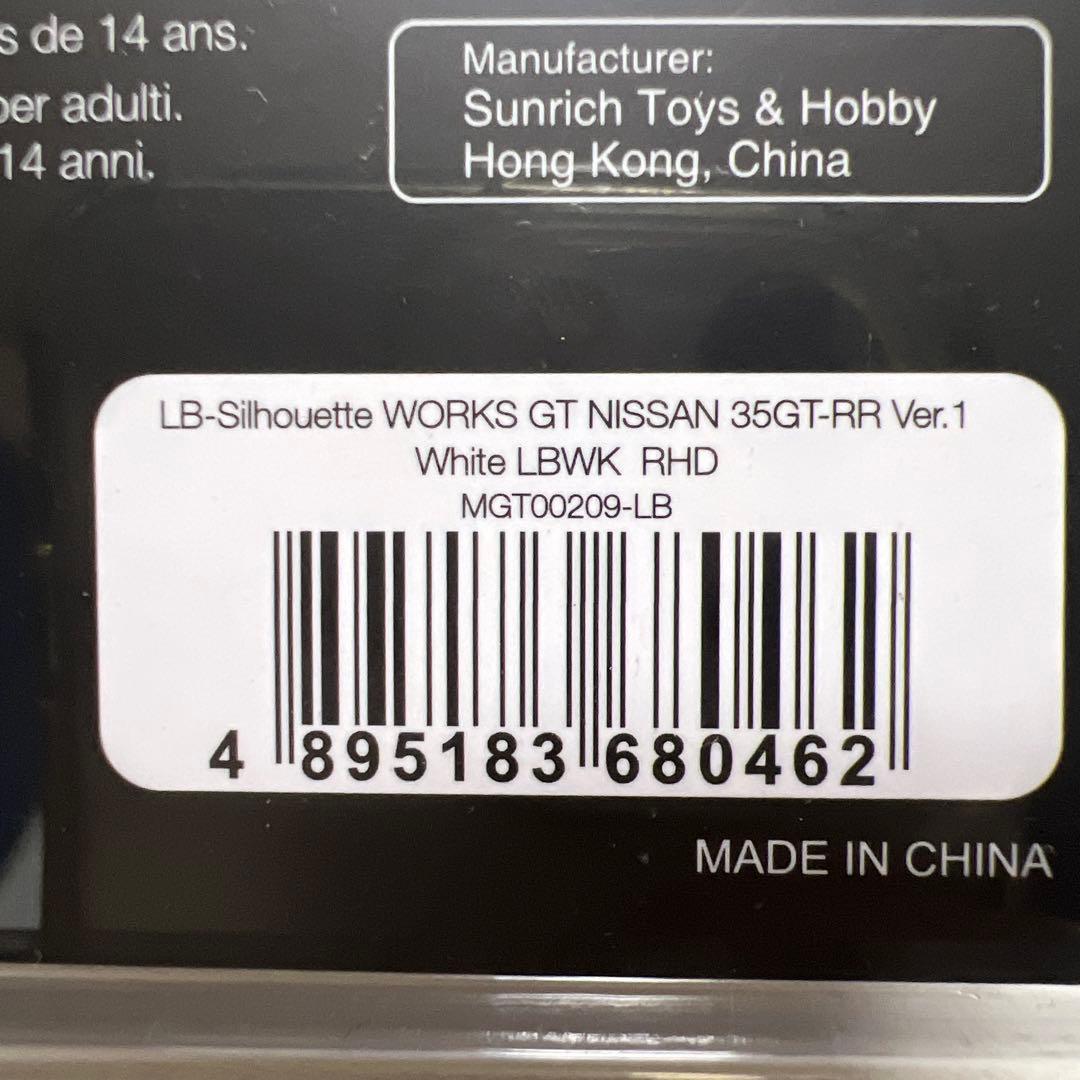 s de 14 ans.
per adulti.
14 anni.
Manufacturer:
Sunrich Toys & Hobby
Hong Kong, China
LB-Silhouette WORKS GT NISSAN 35GT-RR Ver.1
White LBWK RHD
MGT00209-LB
4 895183 680462
MADE IN CHINA